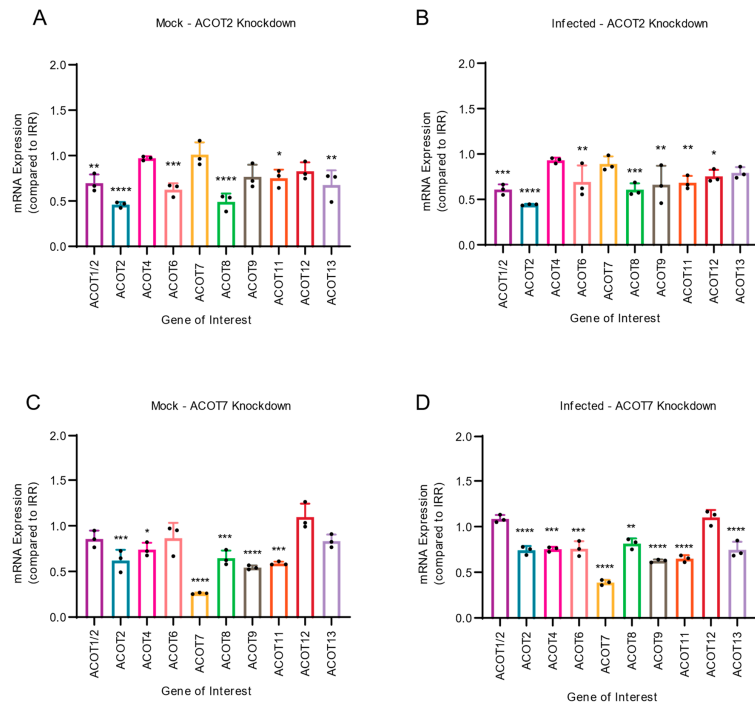 A
Mock - ACOT2 Knockdown
mRNA Expression
(compared to IRR)
2.0
1.5
1.0
0.5
0.0
** **** *** **** * **
ACOT1/2 ACOT2 ACOT4 ACOT6 ACOT7 ACOT8 ACOT9 ACOT11 ACOT12 ACOT13
Gene of Interest
B
Infected - ACOT2 Knockdown
mRNA Expression
(compared to IRR)
2.0
1.5
1.0
0.5
0.0
*** **** ** *** ** ** *
ACOT1/2 ACOT2 ACOT4 ACOT6 ACOT7 ACOT8 ACOT9 ACOT11 ACOT12 ACOT13
Gene of Interest
C
Mock - ACOT7 Knockdown
mRNA Expression
(compared to IRR)
2.0
1.5
1.0
0.5
0.0
*** * **** *** **** ***
ACOT1/2 ACOT2 ACOT4 ACOT6 ACOT7 ACOT8 ACOT9 ACOT11 ACOT12 ACOT13
Gene of Interest
D
Infected - ACOT7 Knockdown
mRNA Expression
(compared to IRR)
2.0
1.5
1.0
0.5
0.0
**** *** *** **** ** **** **** ****
ACOT1/2 ACOT2 ACOT4 ACOT6 ACOT7 ACOT8 ACOT9 ACOT11 ACOT12 ACOT13
Gene of Interest